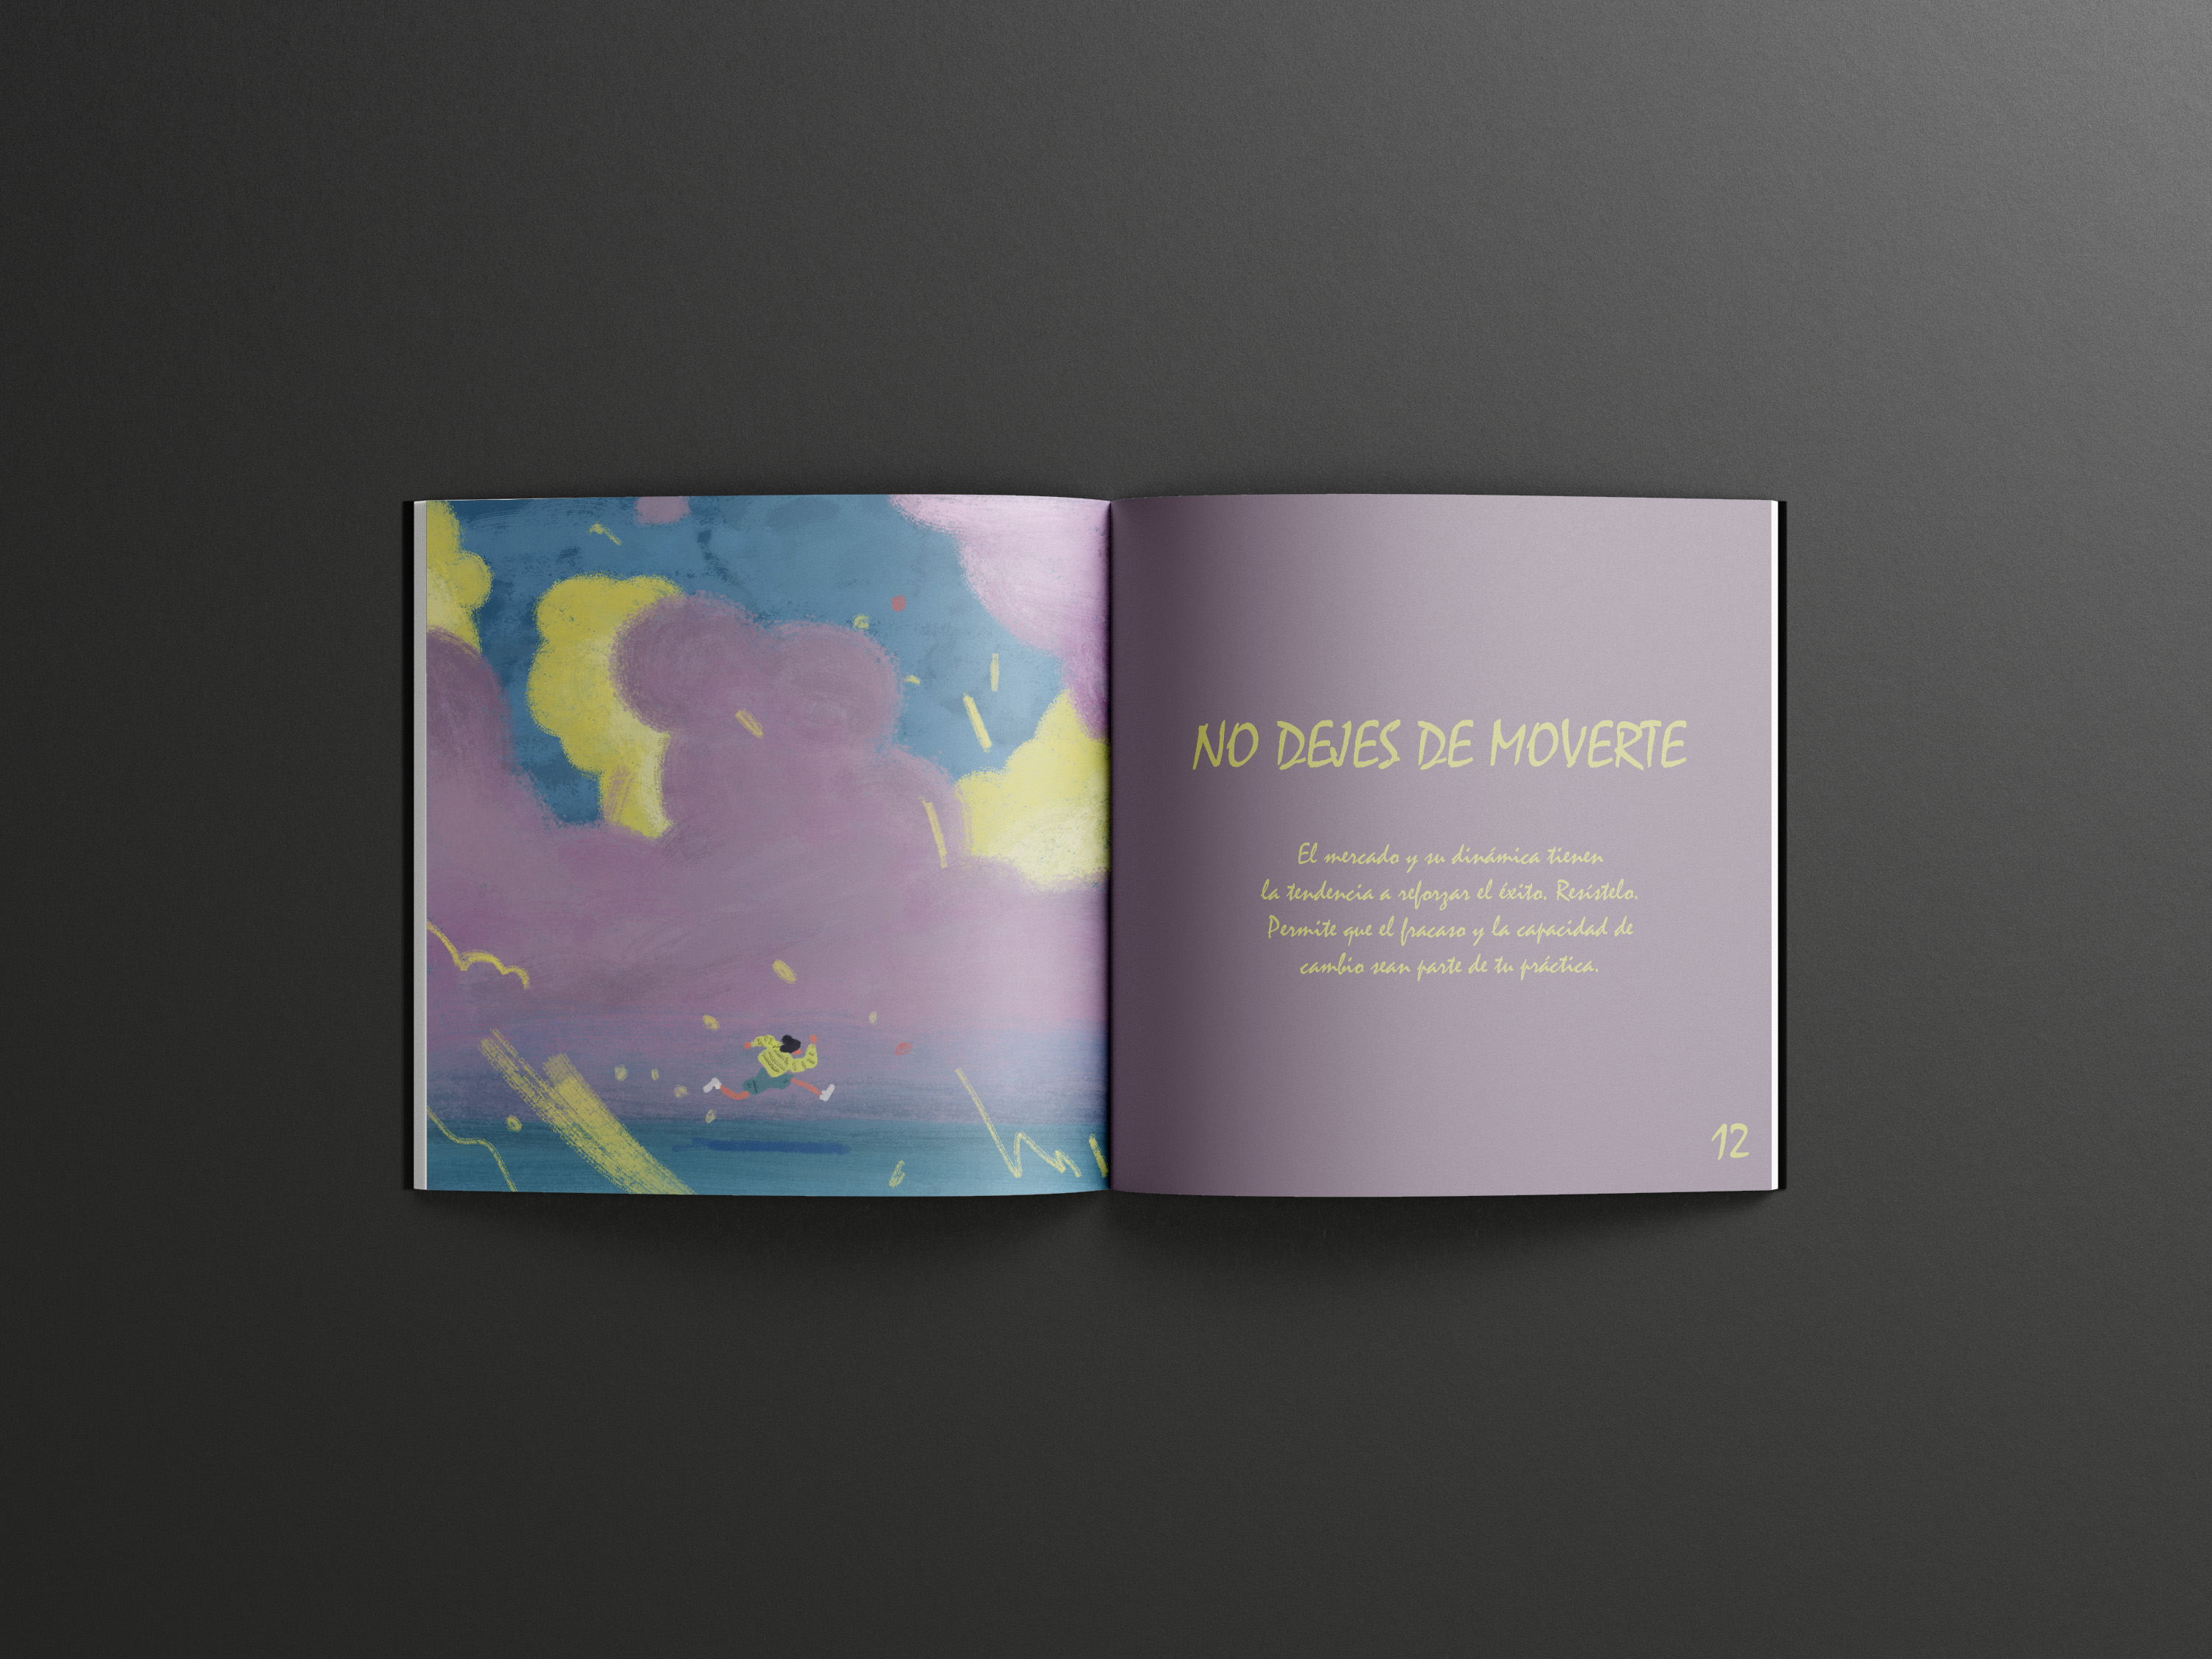 NO DEJES DE MOVERTE
El mercado y su dinámica tienen
la tendencia a reforzar el éxito. Resístelo.
Permite que el fracaso y la capacidad de
cambio sean parte de tu práctica.
12